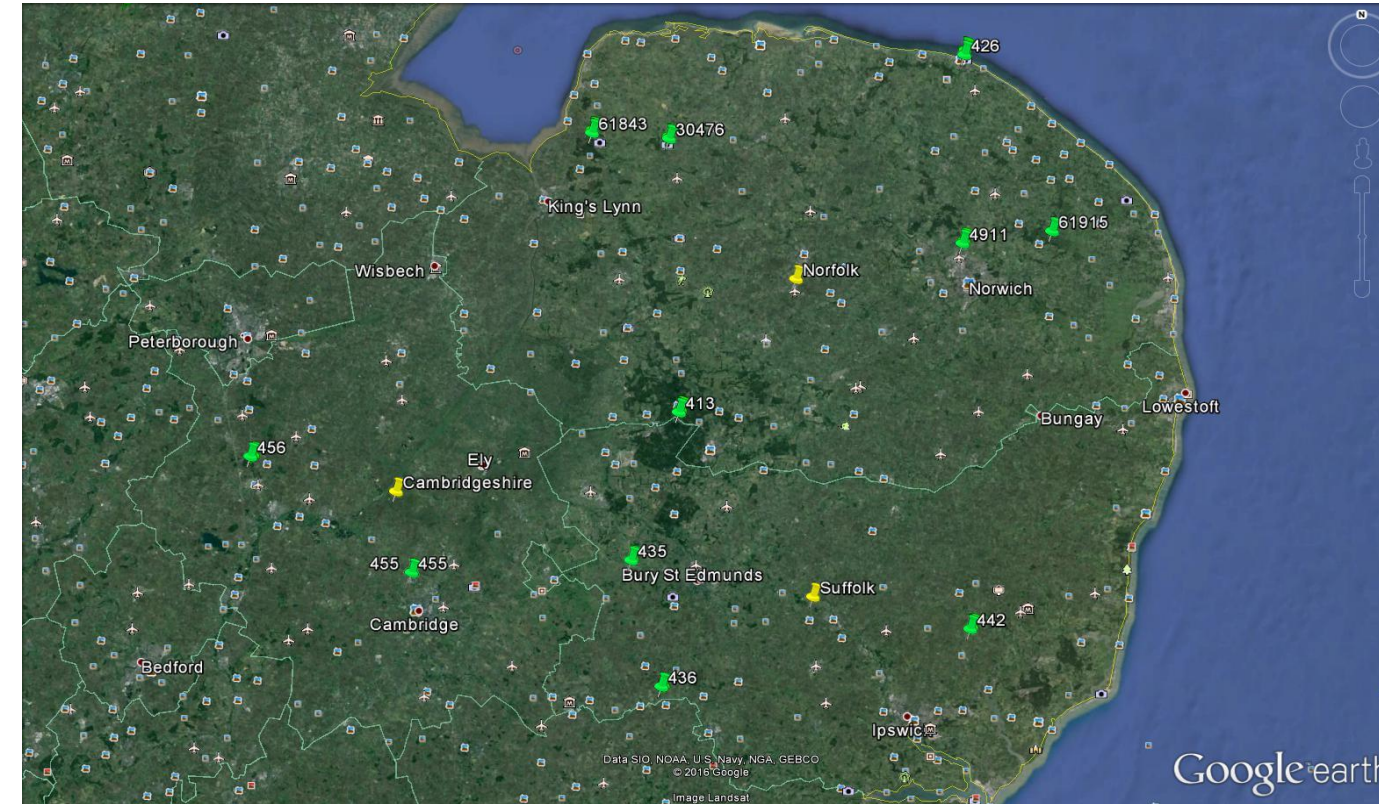 N
426
61843
30476
King's Lynn
61915
4911
Wisbech
Norfolk
Norwich
Peterborough
413
Lowestoft
Bungay
456
Ely
Cambridgeshire
435
455 455
Bury St Edmunds
Suffolk
Cambridge
442
Bedford
436
Ipswic
Data SIO, NOAA, U.S. Navy, NGA, GEBCO
© 2016 Google
Image Landsat
Google earth